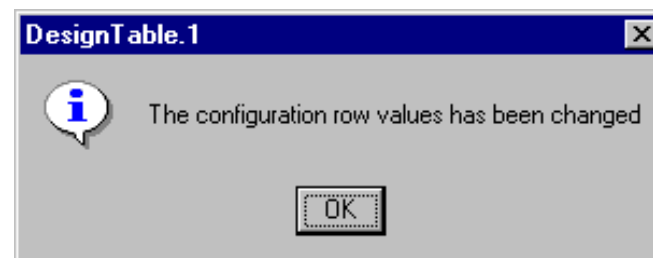 DesignTable.1
The configuration row values has been changed
OK